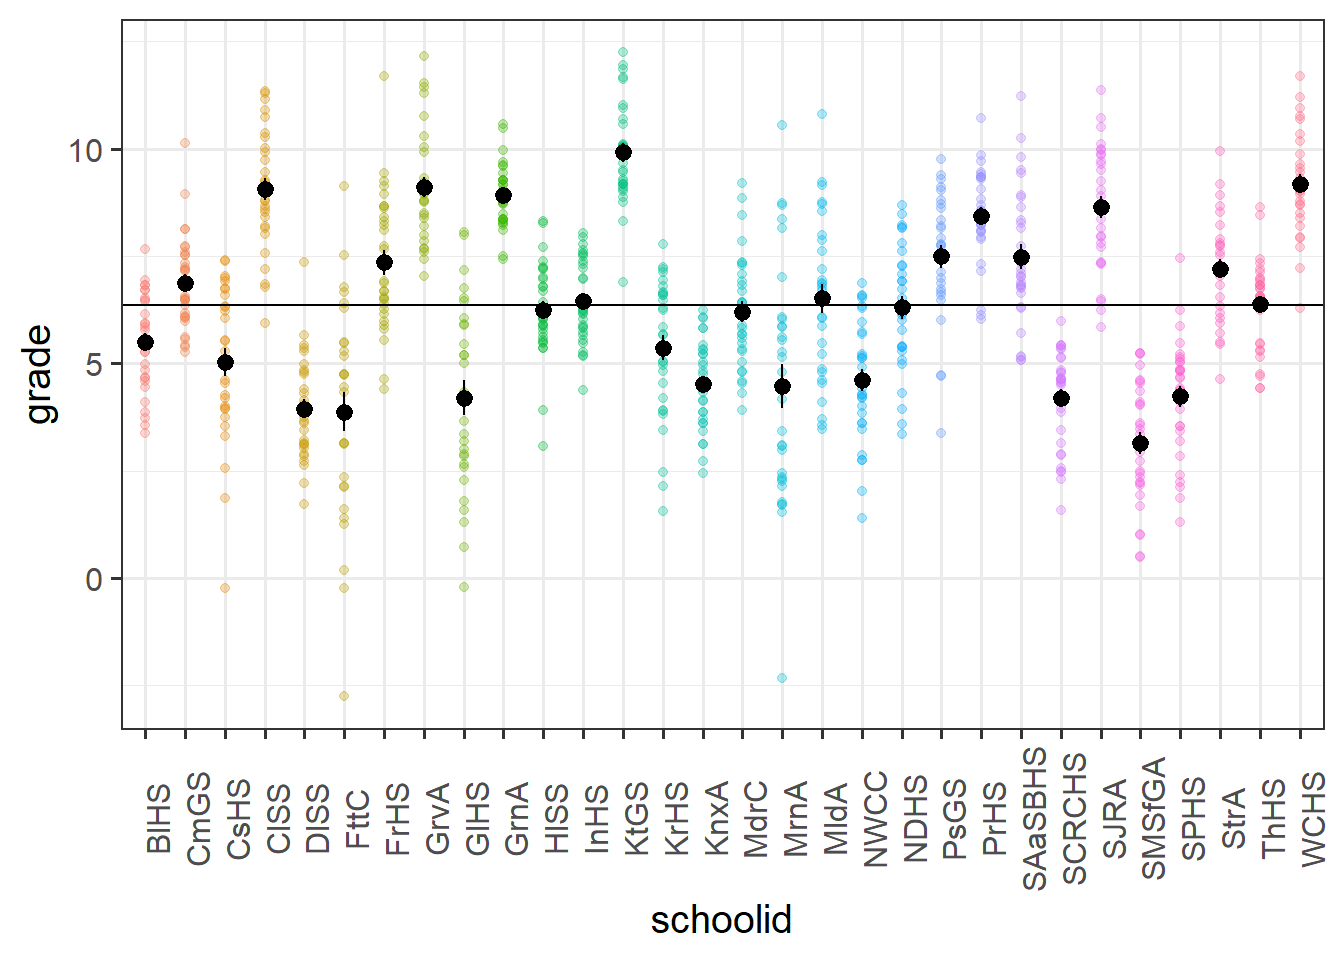 grade
10
5
0
BIHS
CmGS
CsHS
CISS
DISS
FttC
FrHS
GrvA
GIHS
GrnA
HISS
InHS
KtGS
KrHS
KnxA
MdrC
MrnA
MldA
NWCC
NDHS
PsGS
PrHS
SAaSBHS
SCRCHS
SJRA
SMSfGA
SPHS
StrA
ThHS
WCHS
schoolid